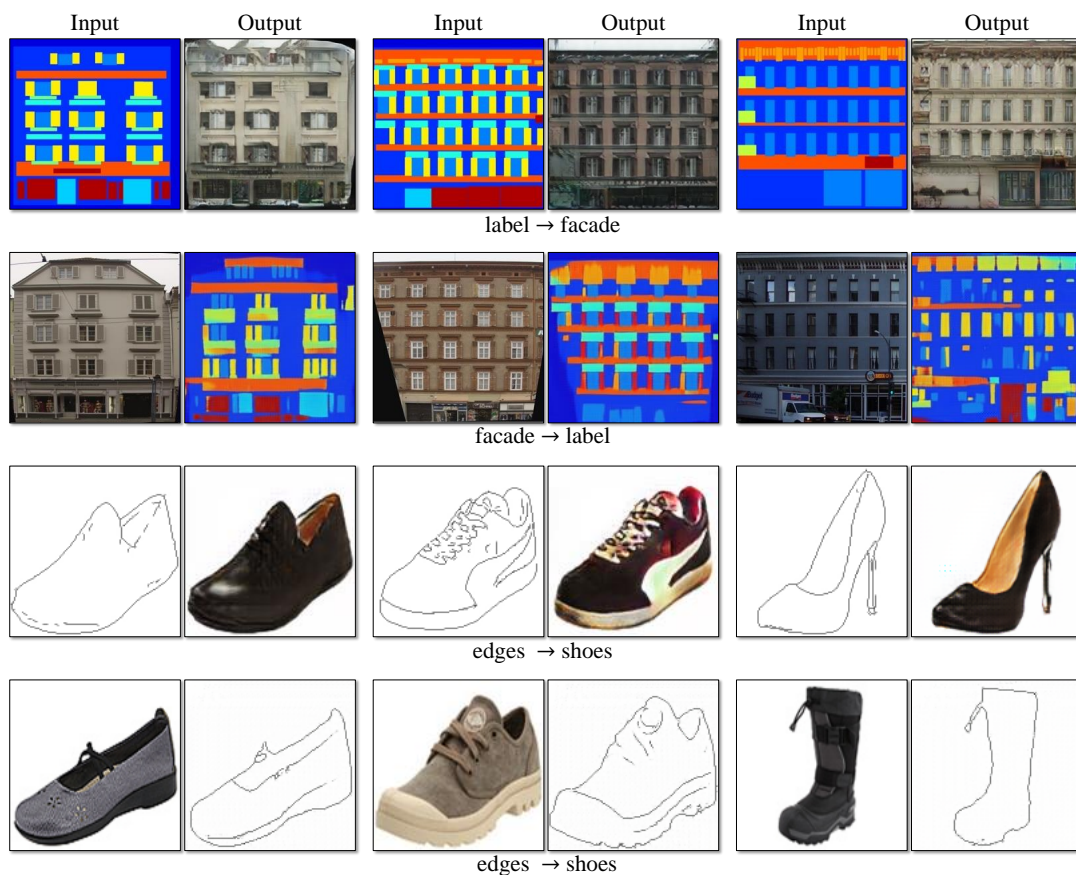 Input Output Input Output Input Output
label → facade
facade → label
edges → shoes
edges → shoes